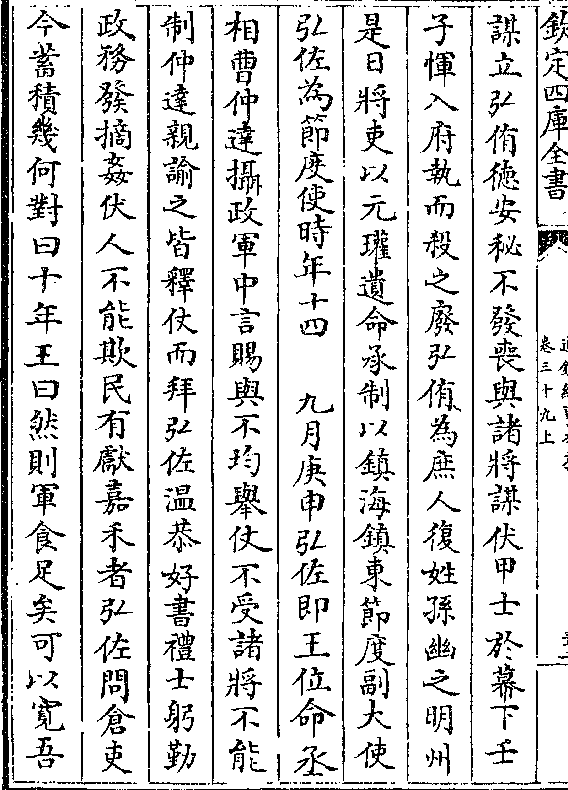 欽定四庫全書
卷三十九上
謀立弘侑德安秘不發喪與諸將謀伏甲士於幕下壬
子惲入府執而殺之廢弘侑為庶人復姓孫幽之明州
是日將吏以元瓘遺命承制以鎮海鎮東節度副大使
弘佐為節度使時年十四 九月庚申弘佐即王位命丞
相曹仲達攝政軍中言賜與不均舉仗不受諸將不能
制仲達親諭之皆釋仗而拜弘佐温恭好書禮士躬勤
政務發摘姦伏人不能欺民有獻嘉禾者弘佐問倉吏
今蓄積幾何對曰十年王曰然則軍食足矣可以寛吾